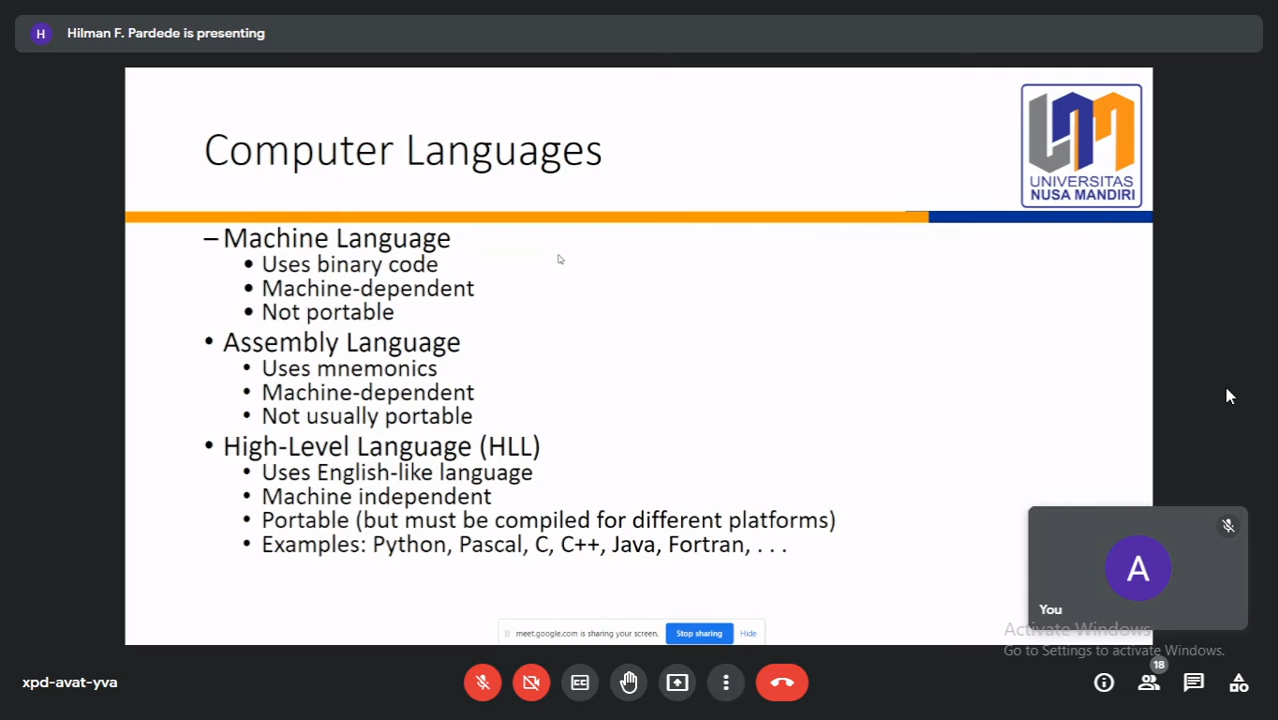 H
Hilman F. Pardede is presenting
Computer Languages
UNIVERSITAS
NUSA MANDIRI
– Machine Language
• Uses binary code
• Machine-dependent
• Not portable
• Assembly Language
• Uses mnemonics
• Machine-dependent
• Not usually portable
• High-Level Language (HLL)
• Uses English-like language
• Machine independent
• Portable (but must be compiled for different platforms)
• Examples: Python, Pascal, C, C++, Java, Fortran, . . .
A
You
meet.google.com is sharing your screen. Stop sharing Hide
Activate Windows
Go to Settings to activate Windows.
xpd-avat-yva
CC
18